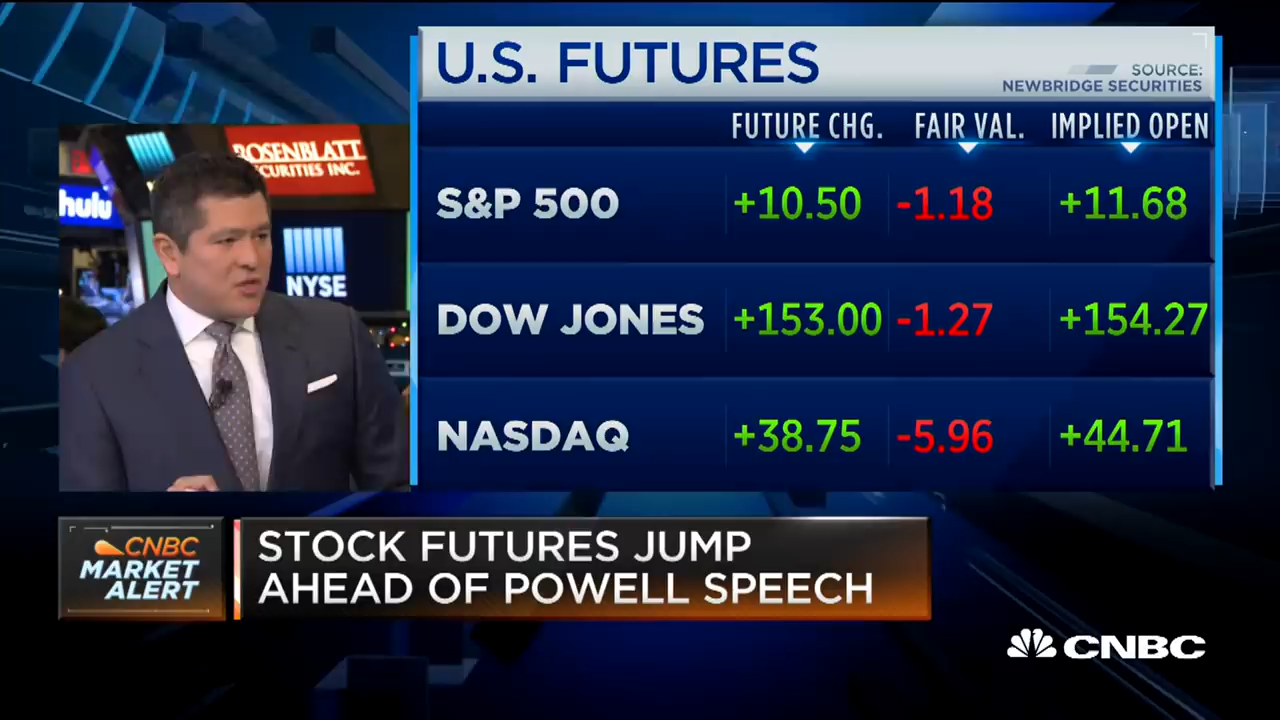 U.S. FUTURES
SOURCE:
NEWBRIDGE SECURITIES
FUTURE CHG. FAIR VAL. IMPLIED OPEN
S&P 500 +10.50 -1.18 +11.68
DOW JONES +153.00 -1.27 +154.27
NASDAQ +38.75 -5.96 +44.71
ROSENBLATT
SECURITIES INC.
hulu
NYSE
CNBC
MARKET
ALERT
STOCK FUTURES JUMP
AHEAD OF POWELL SPEECH
CNBC